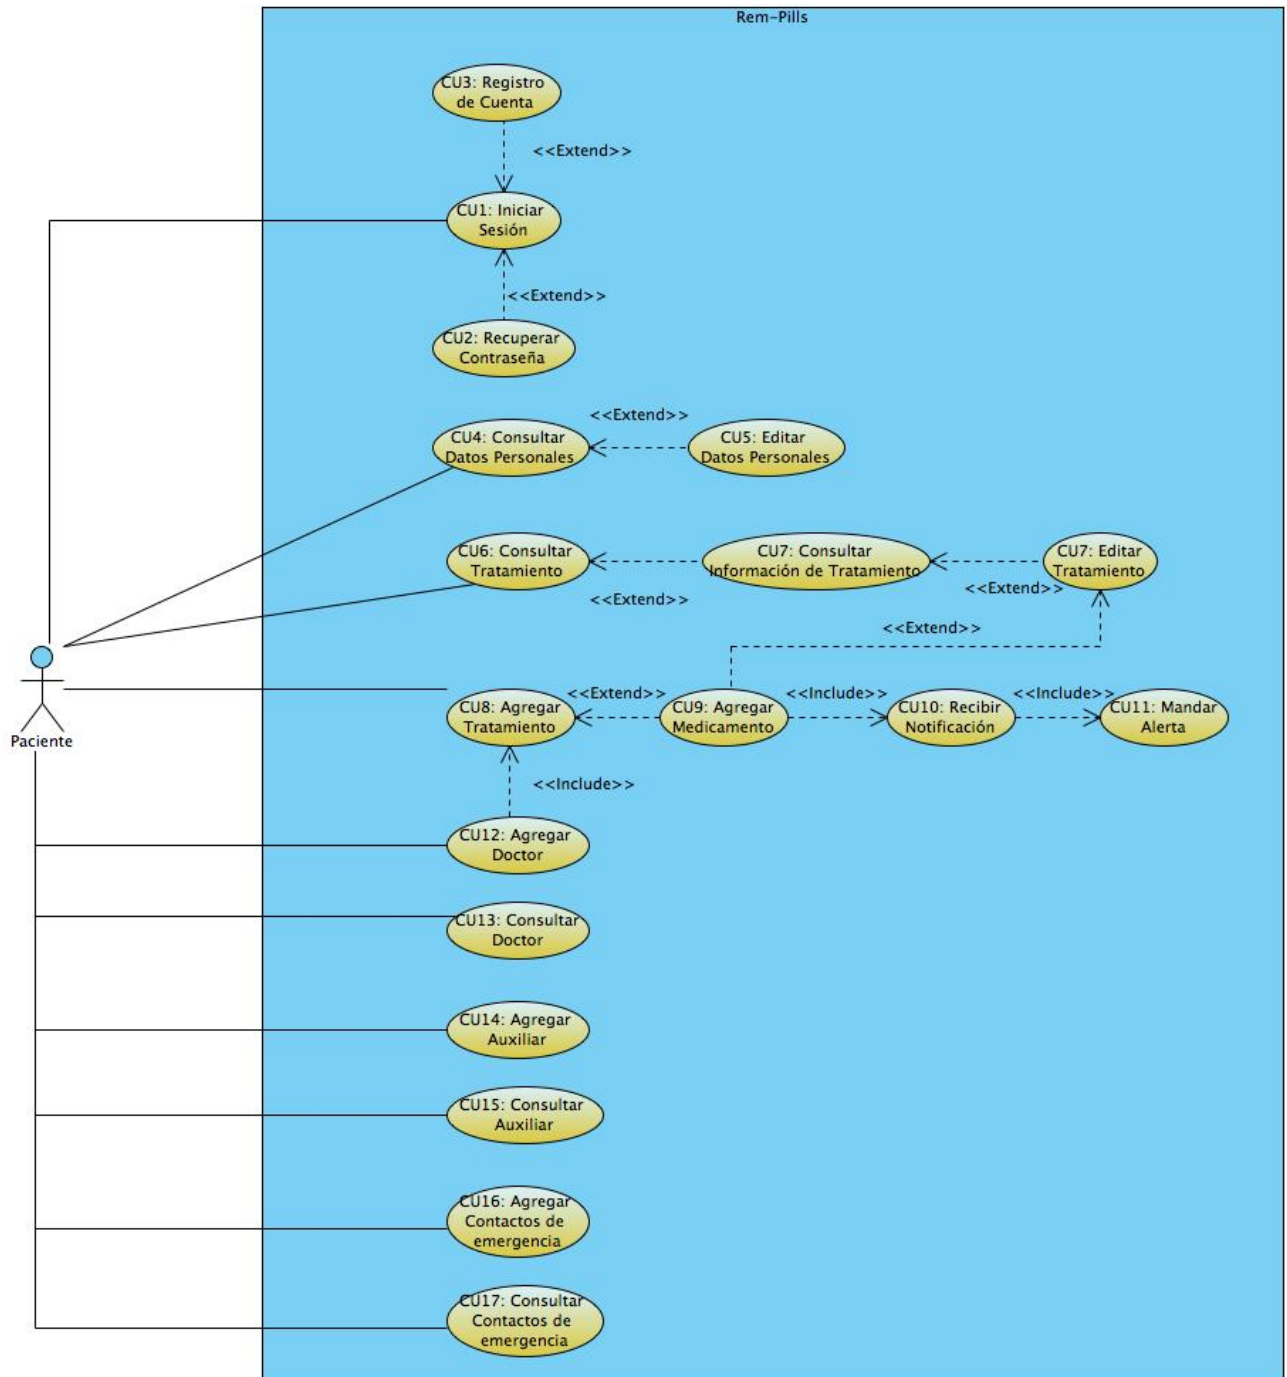 Rem-Pills
CU3: Registro
de Cuenta
<<Extend>>
CU1: Iniciar
Sesión
<<Extend>>
CU2: Recuperar
Contraseña
<<Extend>>
CU4: Consultar
Datos Personales
CU5: Editar
Datos Personales
CU6: Consultar
Tratamiento
CU7: Consultar
Información de Tratamiento
CU7: Editar
Tratamiento
<<Extend>>
<<Extend>>
<<Extend>>
Paciente
CU8: Agregar
Tratamiento
<<Extend>>
CU9: Agregar
Medicamento
<<Include>>
CU10: Recibir
Notificación
<<Include>>
CU11: Mandar
Alerta
<<Include>>
CU12: Agregar
Doctor
CU13: Consultar
Doctor
CU14: Agregar
Auxiliar
CU15: Consultar
Auxiliar
CU16: Agregar
Contactos de
emergencia
CU17: Consultar
Contactos de
emergencia